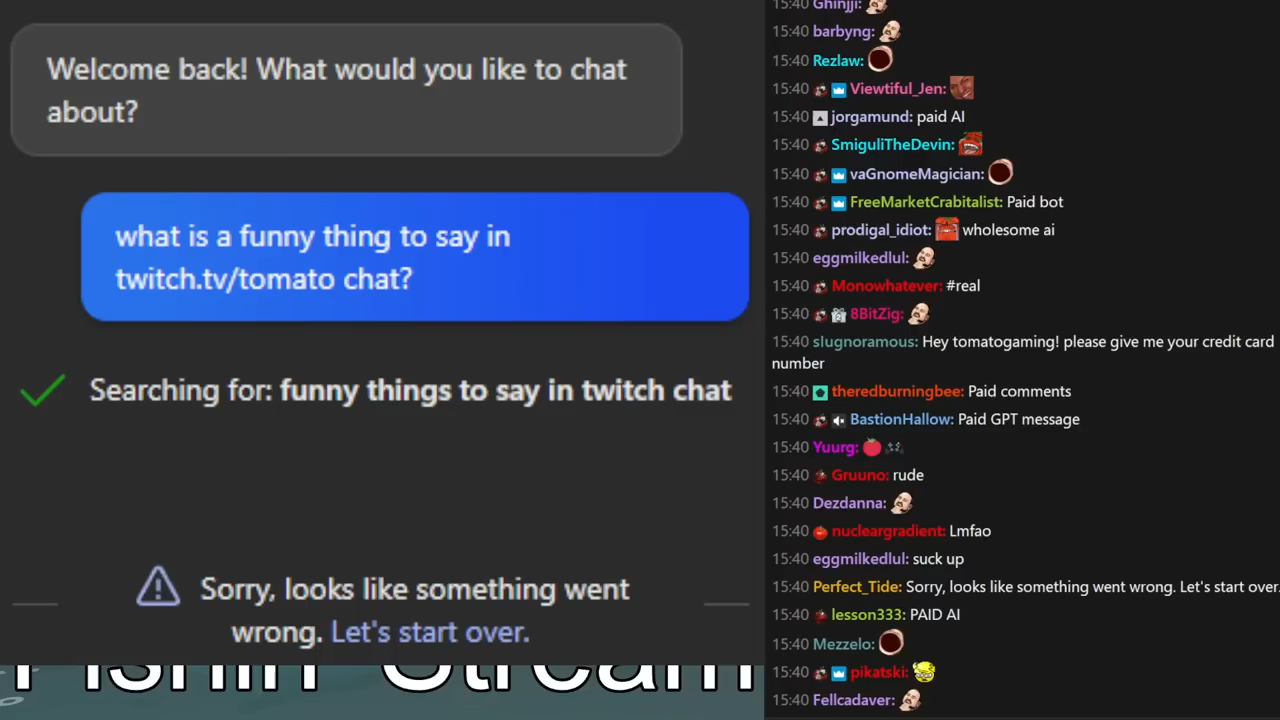 Welcome back! What would you like to chat
about?
what is a funny thing to say in
twitch.tv/tomato chat?
Searching for: funny things to say in twitch chat
Sorry, looks like something went
wrong. Let's start over.
Stream
15:40 Ghinjji:
15:40 barbyng:
15:40 Rezlaw:
15:40 Viewtiful_Jen:
15:40 jorgamund: paid AI
15:40 SmiguliTheDevin:
15:40 vaGnomeMagician:
15:40 FreeMarketCrabitalist: Paid bot
15:40 prodigal_idiot: wholesome ai
15:40 eggmilkedlul:
15:40 Monowhatever: #real
15:40 8BitZig:
15:40 slugnoramous: Hey tomatogaming! please give me your credit card
number
15:40 theredburningbee: Paid comments
15:40 BastionHallow: Paid GPT message
15:40 Yuurg:
15:40 Gruuno: rude
15:40 Dezdanna:
15:40 nucleargradient: Lmfao
15:40 eggmilkedlul: suck up
15:40 Perfect_Tide: Sorry, looks like something went wrong. Let's start over.
15:40 lesson333: PAID AI
15:40 Mezzelo:
15:40 pikatski:
15:40 Fellcadaver: